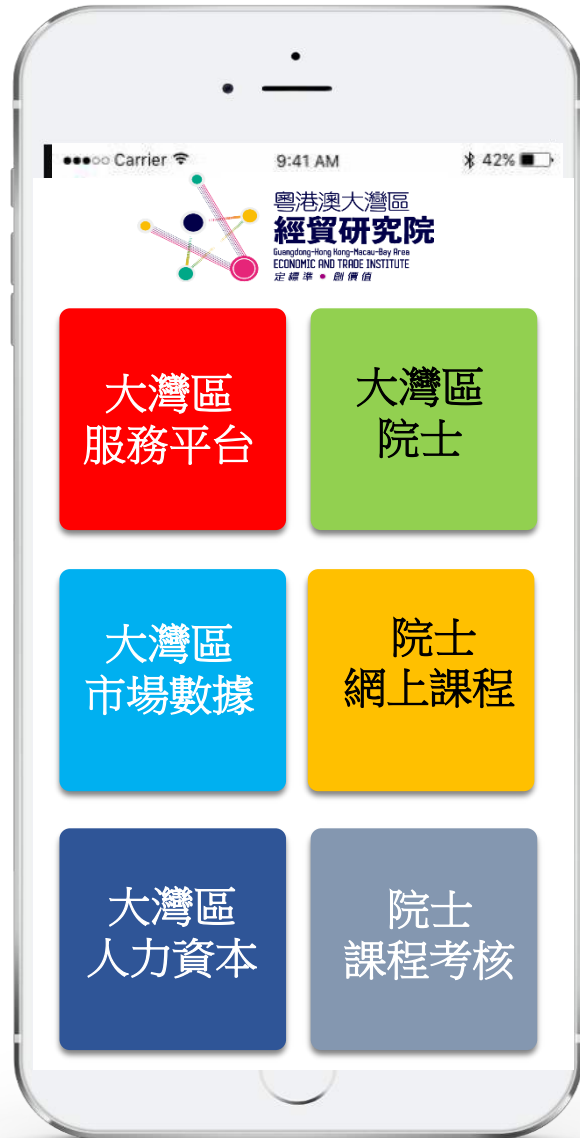 Carrier
9:41 AM
42%
粵港澳大灣區
經貿研究院
Guangdong-Hong Kong-Macau-Bay Area
ECONOMIC AND TRADE INSTITUTE
定標準 • 創價值
大灣區
服務平台
大灣區
院士
大灣區
市場數據
院士
網上課程
大灣區
人力資本
院士
課程考核